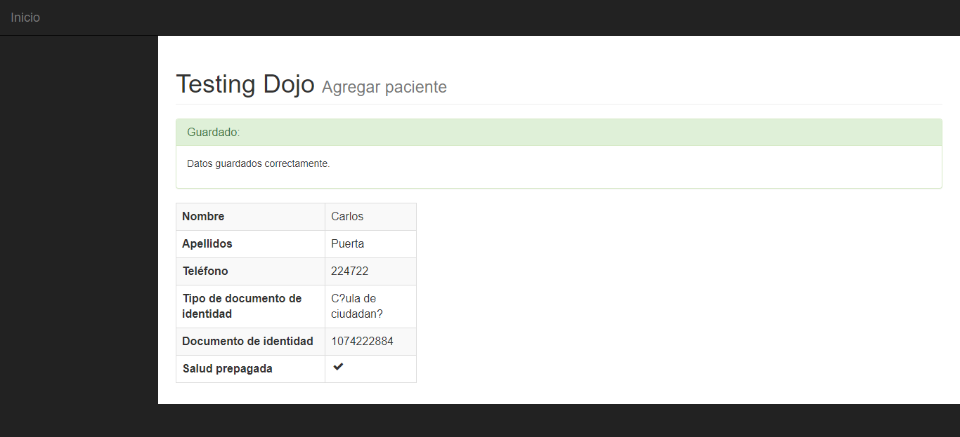 Inicio
Testing Dojo Agregar paciente
Guardado:
Datos guardados correctamente.
Nombre Carlos
Apellidos Puerta
Teléfono 224722
Tipo de documento de C?ula de
identidad ciudadan?
Documento de identidad 1074222884
Salud prepagada ✔